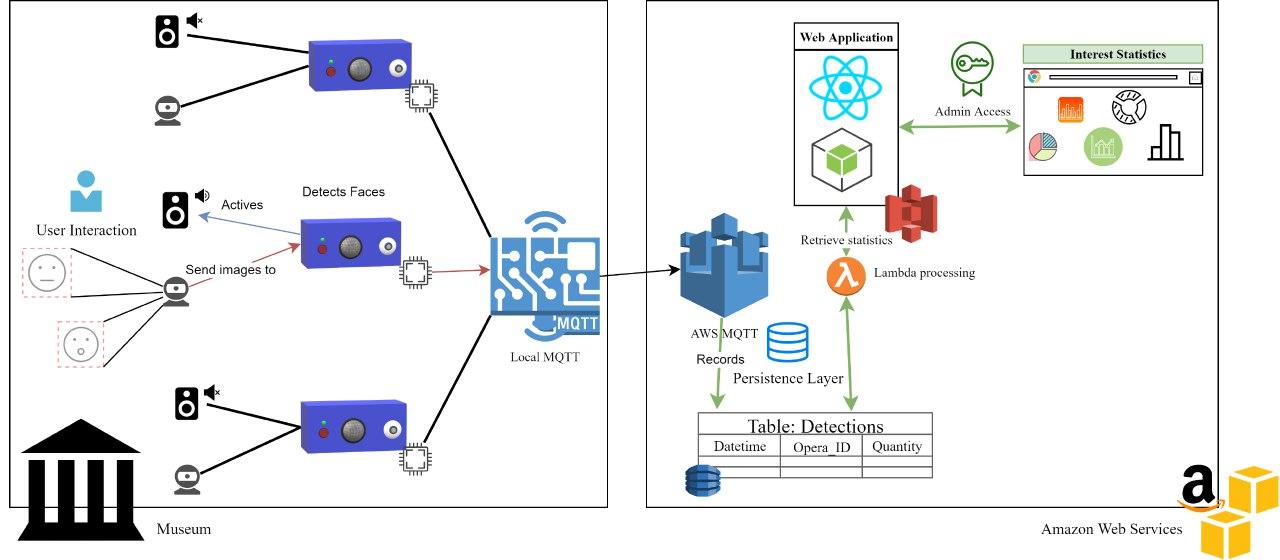 Web Application
Interest Statistics
Admin Access
Detects Faces
Actives
User Interaction
Send images to
MQTT
Local MQTT
Retrieve statistics
Lambda processing
AWS MQTT
Records
Persistence Layer
Table: Detections
Datetime
Opera_ID
Quantity
Museum
a
Amazon Web Services